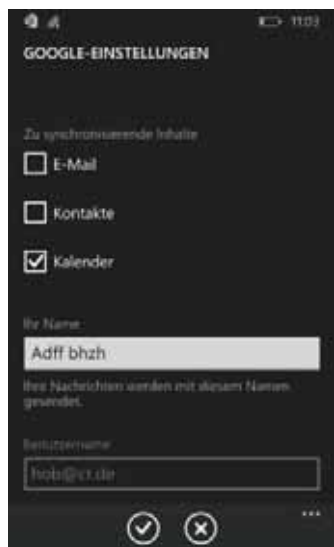 11:03
GOOGLE-EINSTELLUNGEN
Zu synchronisierende Inhalte
E-Mail
Kontakte
Kalender
Ihr Name
Adff bhzh
Ihre Nachrichten werden mit diesem Namen
gesendet.
Benutzername
hob@ct.de